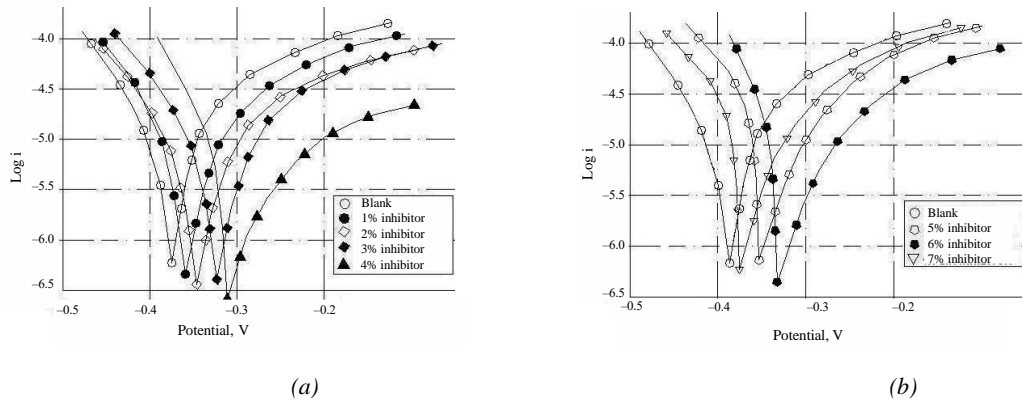 −4.0
−4.5
−5.0
−5.5
−6.0
−6.5
Log i
−0.5
−0.4
−0.3
−0.2
Potential, V
Blank
1% inhibitor
2% inhibitor
3% inhibitor
4% inhibitor
(a)
−4.0
−4.5
−5.0
−5.5
−6.0
−6.5
Log i
−0.5
−0.4
−0.3
−0.2
Potential, V
Blank
5% inhibitor
6% inhibitor
7% inhibitor
(b)